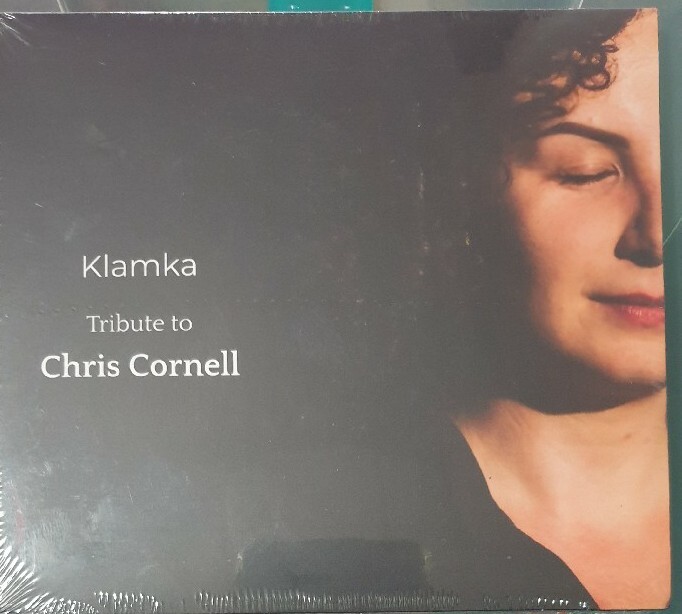 Klamka
Tribute to
Chris Cornell